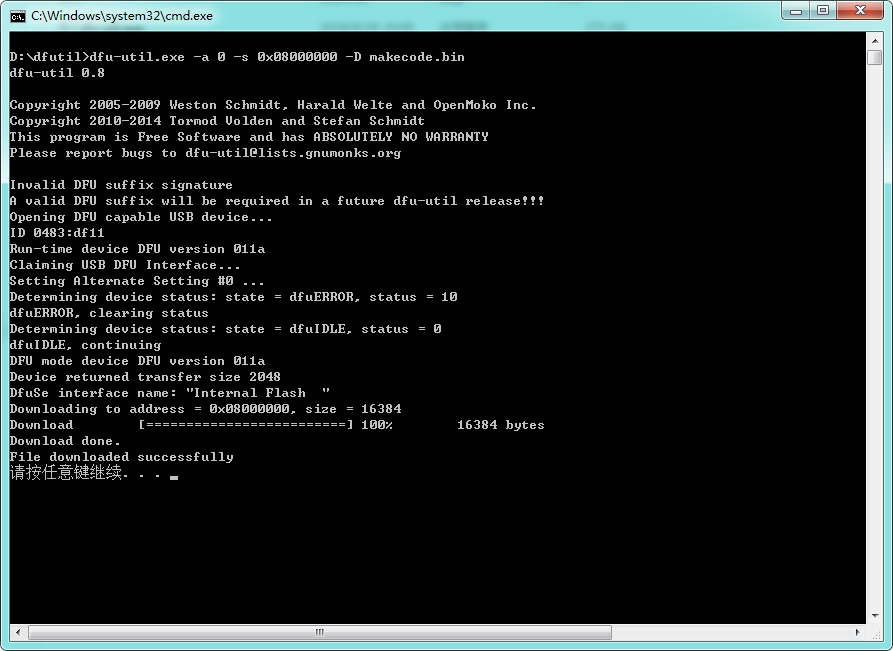 C:\Windows\system32\cmd.exe
D:\dfutil>dfu-util.exe -a 0 -s 0x08000000 -D makecode.bin
dfu-util 0.8
Copyright 2005-2009 Weston Schmidt, Harald Welte and OpenMoko Inc.
Copyright 2010-2014 Tormod Volden and Stefan Schmidt
This program is Free Software and has ABSOLUTELY NO WARRANTY
Please report bugs to dfu-util@lists.gnumonks.org
Invalid DFU suffix signature
A valid DFU suffix will be required in a future dfu-util release!!!
Opening DFU capable USB device...
ID 0483:df11
Run-time device DFU version 011a
Claiming USB DFU Interface...
Setting Alternate Setting #0 ...
Determining device status: state = dfuERROR, status = 10
dfuERROR, clearing status
Determining device status: state = dfuIDLE, status = 0
dfuIDLE, continuing
DFU mode device DFU version 011a
Device returned transfer size 2048
DfuSe interface name: "Internal Flash  "
Downloading to address = 0x08000000, size = 16384
Download        [=========================] 100%        16384 bytes
Download done.
File downloaded successfully
请按任意键继续. . .